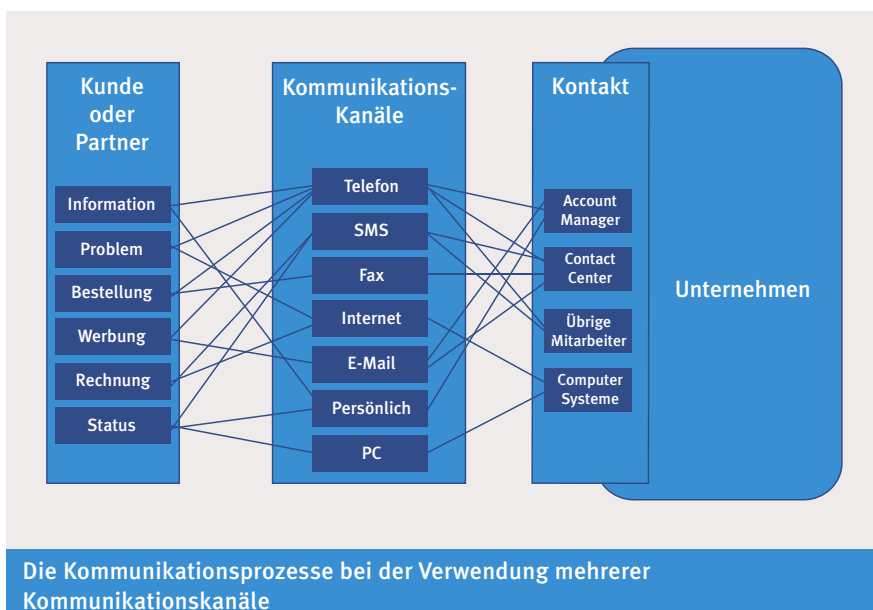 Kunde
oder
Partner
Information
Problem
Bestellung
Werbung
Rechnung
Status
Kommunikations-
Kanäle
Telefon
SMS
Fax
Internet
E-Mail
Persönlich
PC
Kontakt
Account
Manager
Contact
Center
Übrige
Mitarbeiter
Computer
Systeme
Unternehmen
Die Kommunikationsprozesse bei der Verwendung mehrerer
Kommunikationskanäle